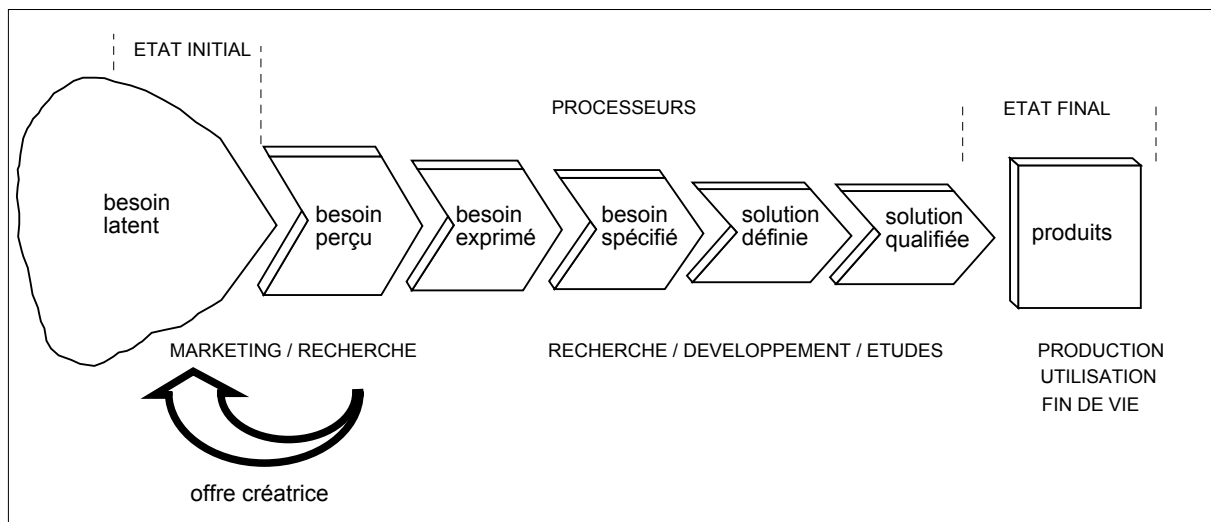 ETAT INITIAL
PROCESSEURS
ETAT FINAL
besoin
latent
besoin
perçu
besoin
exprimé
besoin
spécifié
solution
définie
solution
qualifiée
produits
MARKETING / RECHERCHE
RECHERCHE / DEVELOPPEMENT / ETUDES
PRODUCTION
UTILISATION
FIN DE VIE
offre créatrice